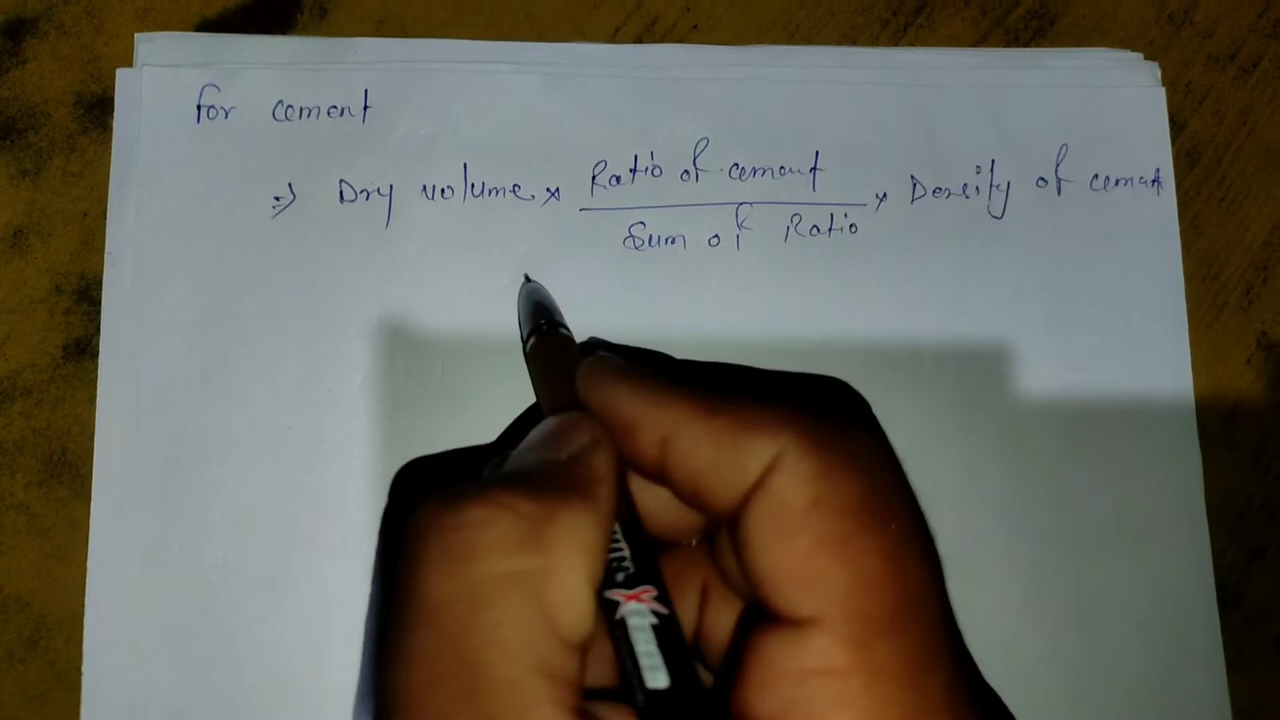 for cement
⇒ Dry volume × Ratio of cement / Sum of Ratio × Density of cement